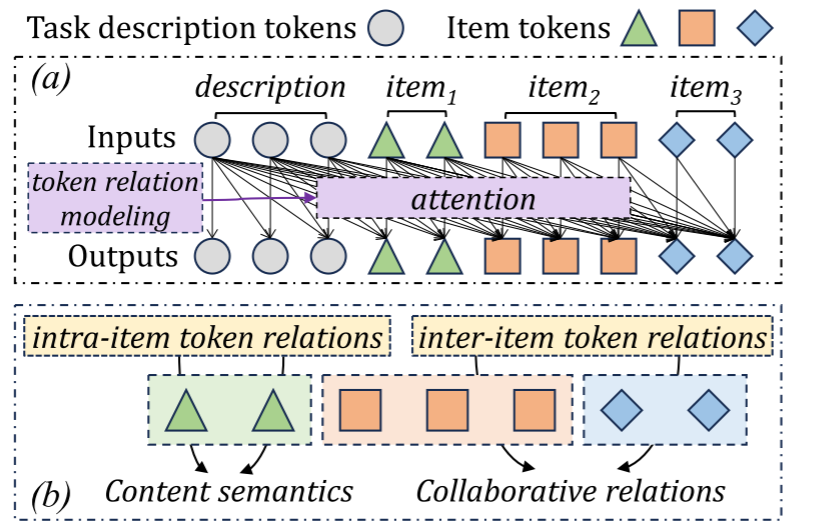 Task description tokens Item tokens
(a)
description item₁ item₂ item₃
Inputs
token relation
modeling
attention
Outputs
intra-item token relations inter-item token relations
Content semantics Collaborative relations
(b)